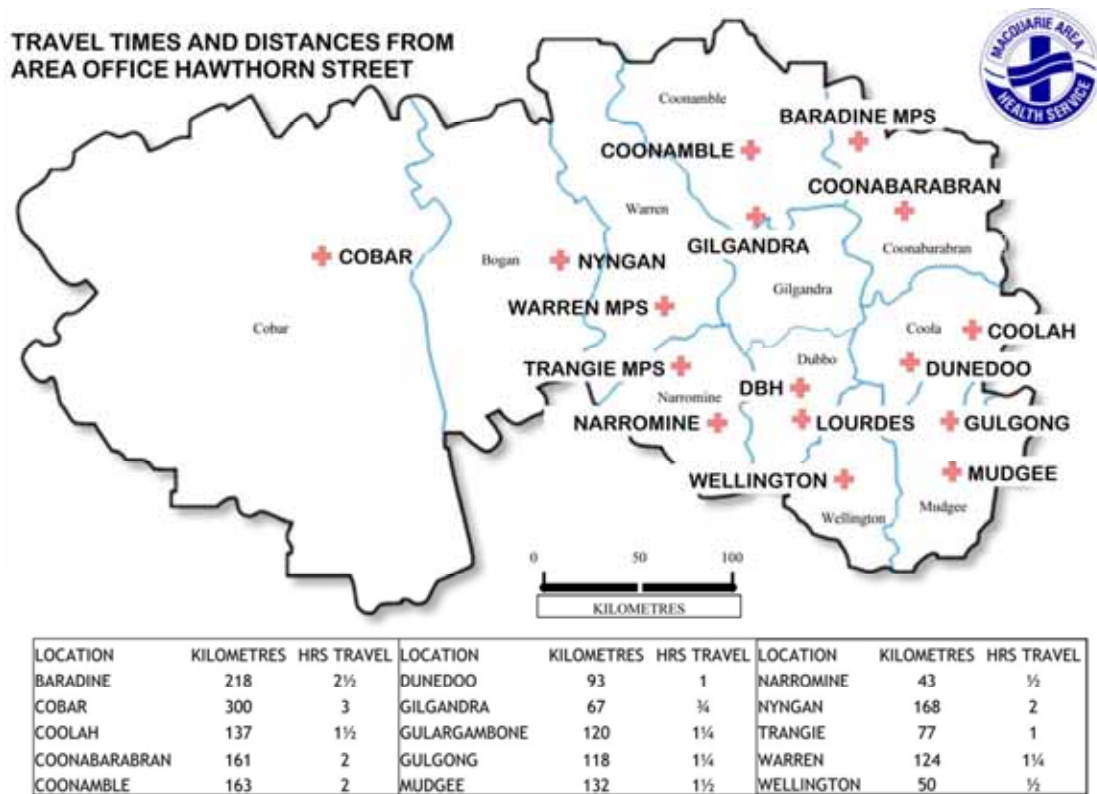 TRAVEL TIMES AND DISTANCES FROM
AREA OFFICE HAWTHORN STREET
MACQUARIE AREA
HEALTH SERVICE
Coonamble
BARADINE MPS
COONAMBLE
COONABARABRAN
Warren
GILGANDRA
Coonabarabran
COBAR
Bogan
NYNGAN
Gilgandra
WARREN MPS
Cobar
Coola
COOLAH
TRANGIE MPS
Dubbo
DUNEDOO
DBH
Narromine
NARROMINE
LOURDES
GULGONG
WELLINGTON
MUDGEE
Wellington
Mudgee
0 50 100
KILOMETRES
LOCATION KILOMETRES HRS TRAVEL LOCATION KILOMETRES HRS TRAVEL LOCATION KILOMETRES HRS TRAVEL
BARADINE 218 2½ DUNEDOO 93 1 NARROMINE 43 ½
COBAR 300 3 GILGANDRA 67 ¾ NYNGAN 168 2
COOLAH 137 1½ GULARGAMBONE 120 1¼ TRANGIE 77 1
COONABARABRAN 161 2 GULGONG 118 1¼ WARREN 124 1¼
COONAMBLE 163 2 MUDGEE 132 1½ WELLINGTON 50 ½